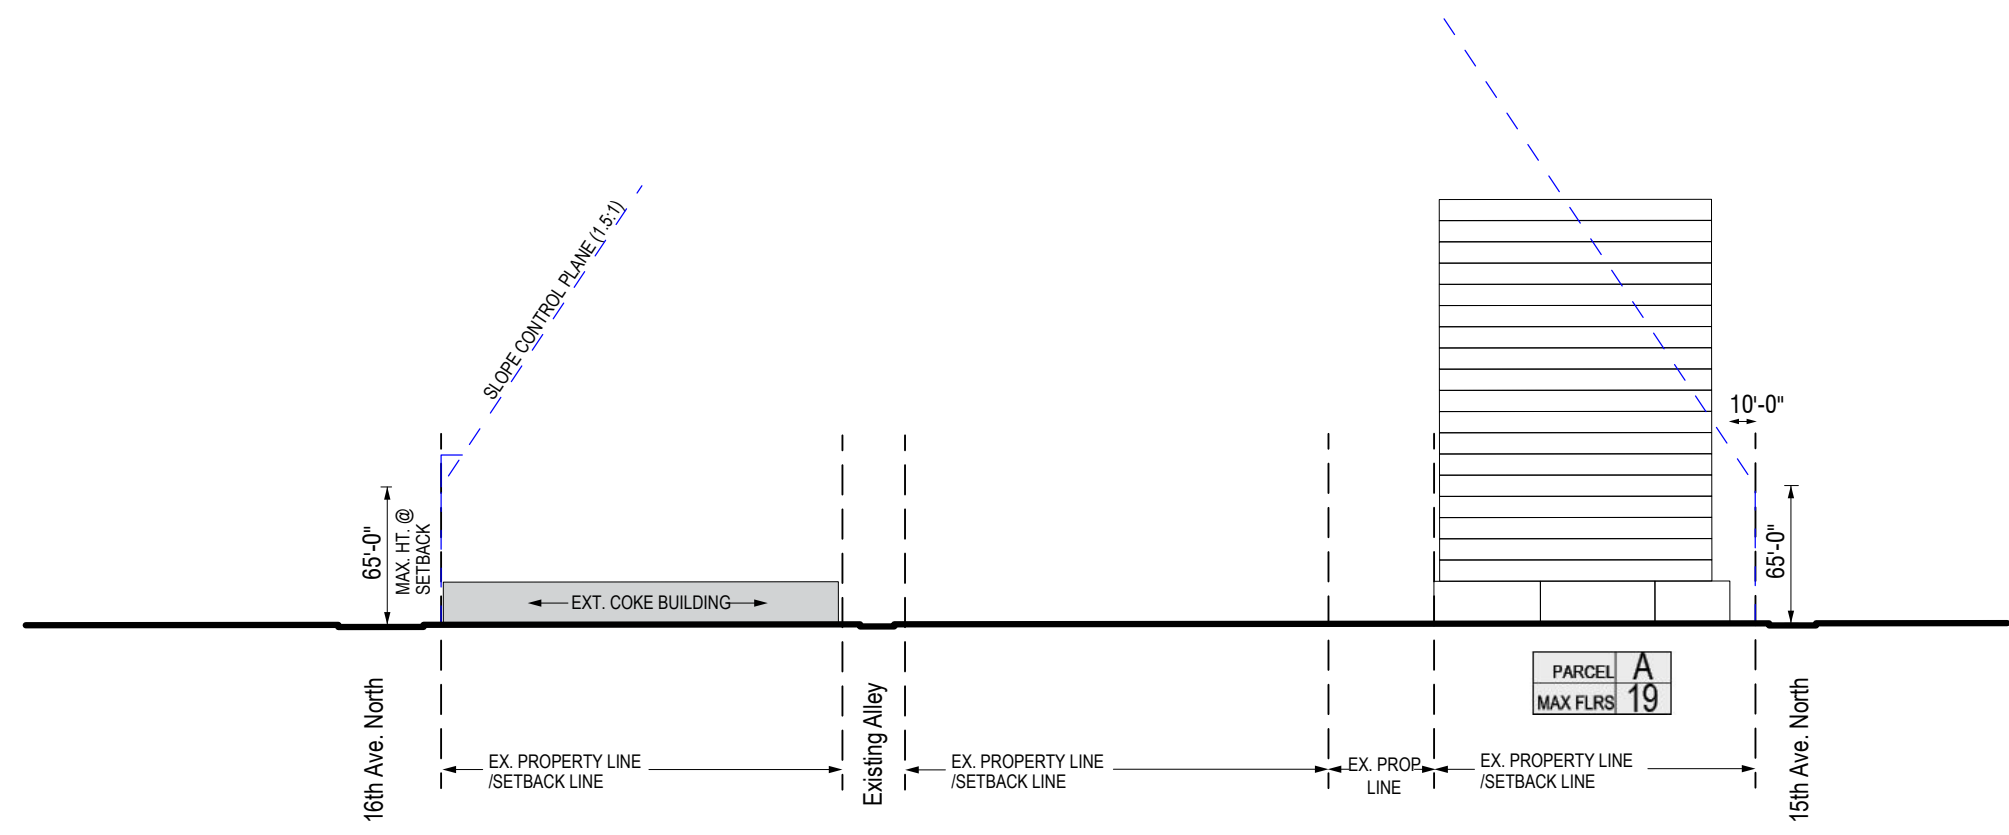 SLOPE CONTROL PLANE (1.5:1)
10'-0"
65'-0"
MAX. HT. @
SETBACK
65'-0"
EXT. COKE BUILDING
PARCEL A
MAX FLRS 19
16th Ave. North
Existing Alley
15th Ave. North
EX. PROPERTY LINE
/SETBACK LINE
EX. PROPERTY LINE
/SETBACK LINE
EX. PROP
LINE
EX. PROPERTY LINE
/SETBACK LINE